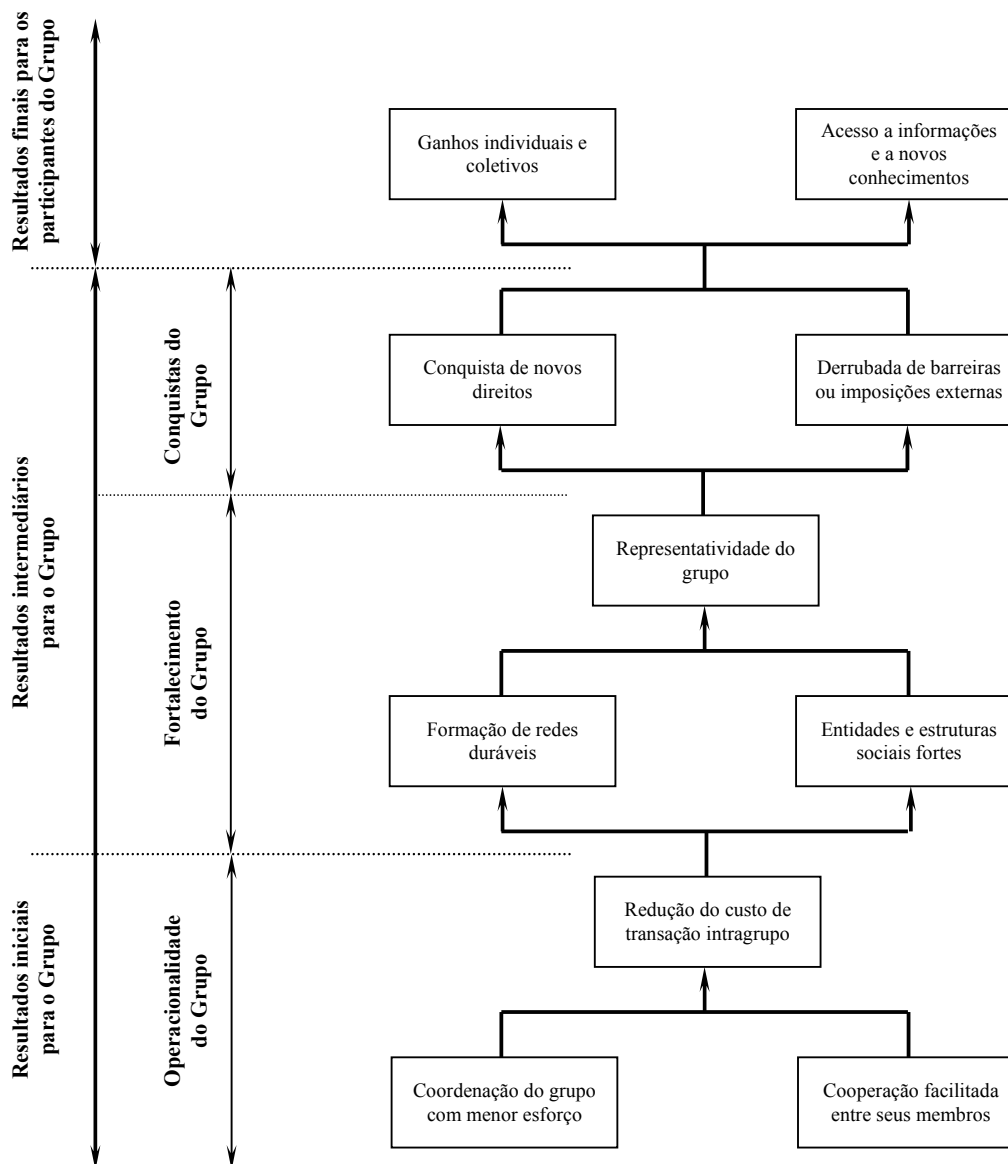 Resultados finais para os
participantes do Grupo
Ganhos individuais e
coletivos
Acesso a informações
e a novos
conhecimentos
Resultados intermediários
para o Grupo
Conquistas do
Grupo
Conquista de novos
direitos
Derrubada de barreiras
ou imposições externas
Fortalecimento
do Grupo
Representatividade do
grupo
Formação de redes
duráveis
Entidades e estruturas
sociais fortes
Resultados iniciais
para o Grupo
Operacionalidade
do Grupo
Redução do custo de
transação intragrupo
Coordenação do grupo
com menor esforço
Cooperação facilitada
entre seus membros